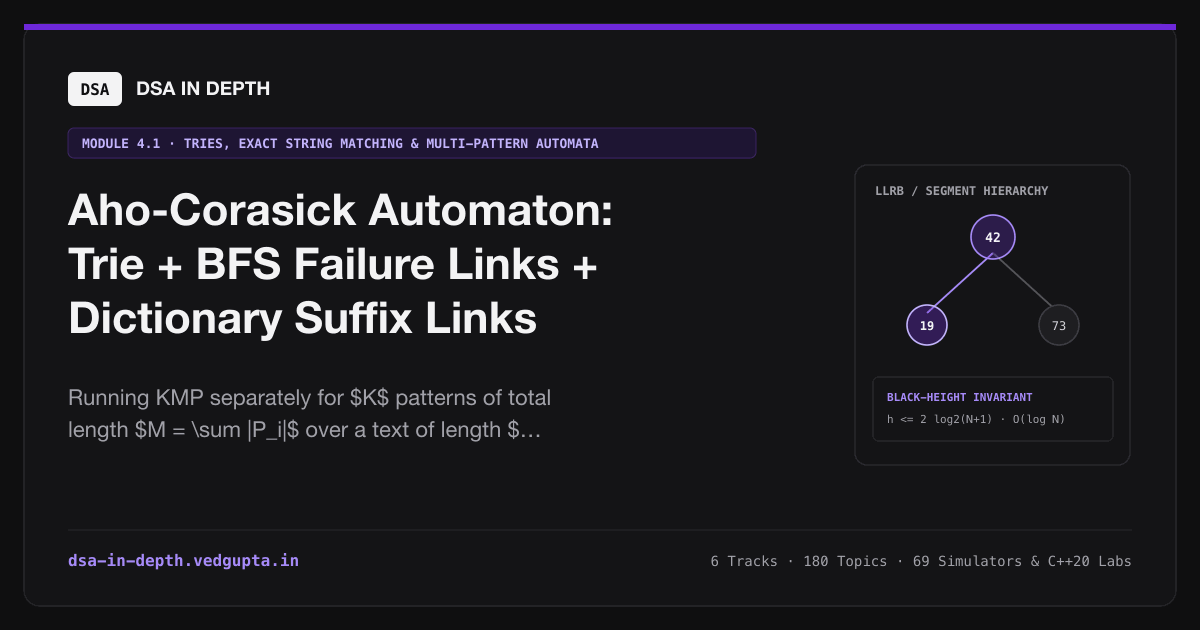 DSA DSA IN DEPTH
MODULE 4.1 · TRIES, EXACT STRING MATCHING & MULTI-PATTERN AUTOMATA
Aho-Corasick Automaton:
Trie + BFS Failure Links +
Dictionary Suffix Links
Running KMP separately for $K$ patterns of total
length $M = \sum |P_i|$ over a text of length $...
LLRB / SEGMENT HIERARCHY
42
19 73
BLACK-HEIGHT INVARIANT
h <= 2 log2(N+1) · O(log N)
dsa-in-depth.vedgupta.in
6 Tracks · 180 Topics · 69 Simulators & C++20 Labs